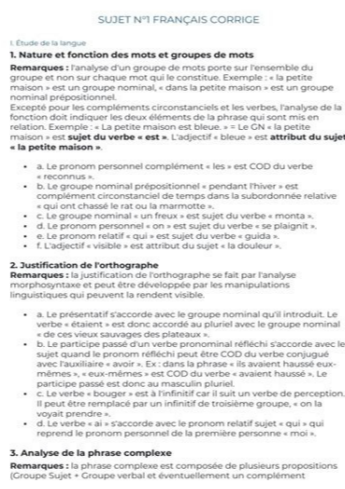 SUJET N°1 FRANÇAIS CORRIGE
I. Étude de la langue
1. Nature et fonction des mots et groupes de mots
Remarques : l'analyse d'un groupe de mots porte sur l'ensemble du
groupe et non sur chaque mot qui le constitue. Exemple : « la petite
maison » est un groupe nominal, « dans la petite maison » est un groupe
nominal prépositionnel.
Excepté pour les compléments circonstanciels et les verbes, l'analyse de la
fonction doit indiquer les deux éléments de la phrase qui sont mis en
relation. Exemple : « La petite maison est bleue. » = Le GN « la petite
maison » est sujet du verbe « est ». L'adjectif « bleue » est attribut du sujet
« la petite maison ».
a. Le pronom personnel complément « les » est COD du verbe
« reconnus ».
b. Le groupe nominal prépositionnel « pendant l'hiver » est
complément circonstanciel de temps dans la subordonnée relative
« qui ont chassé le rat ou la marmotte ».
c. Le groupe nominal « un freux » est sujet du verbe « monta ».
d. Le pronom personnel « on » est sujet du verbe « se plaignit ».
e. Le pronom relatif « qui » est sujet du verbe « guida ».
f. L'adjectif « visible » est attribut du sujet « la douleur ».
2. Justification de l'orthographe
Remarques : la justification de l'orthographe se fait par l'analyse
morphosyntaxe et peut être développée par les manipulations
linguistiques qui peuvent la rendent visible.
a. Le présentatif s'accorde avec le groupe nominal qu'il introduit. Le
verbe « étaient » est donc accordé au pluriel avec le groupe nominal
« de ces vieux sauvages des plateaux ».
b. Le participe passé d'un verbe pronominal réfléchi s'accorde avec le
sujet quand le pronom réfléchi peut être COD du verbe conjugué
avec l'auxiliaire « avoir ». Ex : dans la phrase « ils avaient haussé eux-
mêmes », « eux-mêmes » est COD du verbe « avaient haussé ». Le
participe passé est donc au masculin pluriel.
c. Le verbe « bouger » est à l'infinitif car il suit un verbe de perception.
Il peut être remplacé par un infinitif de troisième groupe, « on la
voyait prendre ».
d. Le verbe « ai » s'accorde avec le pronom relatif sujet « qui » qui
reprend le pronom personnel de la première personne « moi ».
3. Analyse de la phrase complexe
Remarques : la phrase complexe est composée de plusieurs propositions
(Groupe Sujet + Groupe verbal et éventuellement un complément